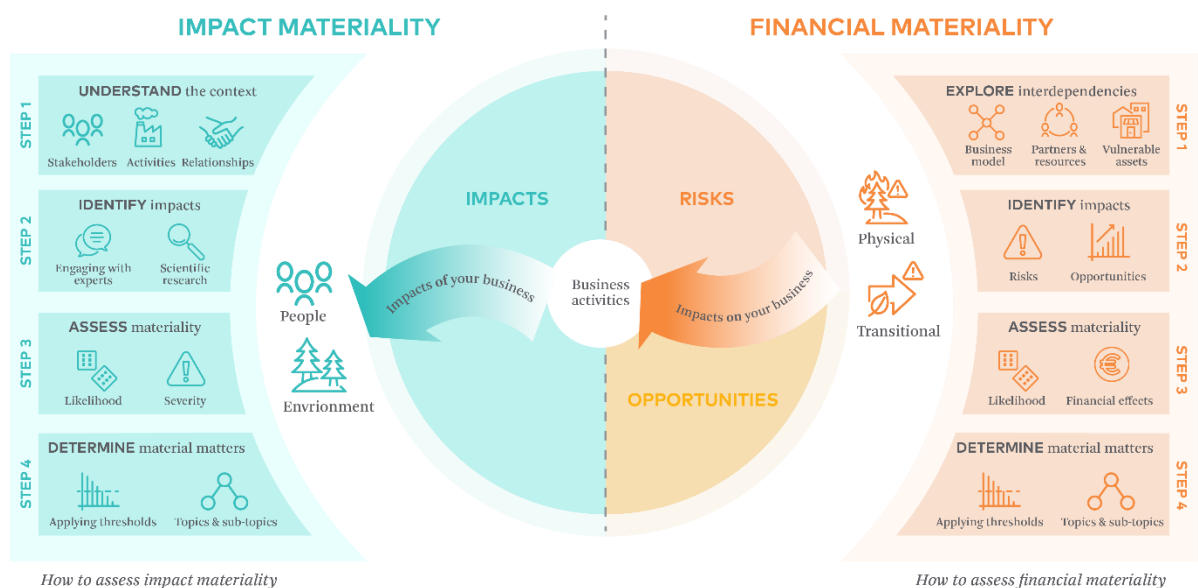 IMPACT MATERIALITY
STEP 1
UNDERSTAND the context
Stakeholders
Activities
Relationships
STEP 2
IDENTIFY impacts
Engaging with
experts
Scientific
research
STEP 3
ASSESS materiality
Likelihood
Severity
STEP 4
DETERMINE material matters
Applying thresholds
Topics & sub-topics
How to assess impact materiality
People
Envrionment
IMPACTS
Impacts of your business
Business
activities
FINANCIAL MATERIALITY
RISKS
Impacts on your business
OPPORTUNITIES
Physical
Transitional
STEP 1
EXPLORE interdependencies
Business
model
Partners &
resources
Vulnerable
assets
STEP 2
IDENTIFY impacts
Risks
Opportunities
STEP 3
ASSESS materiality
Likelihood
Financial effects
STEP 4
DETERMINE material matters
Applying thresholds
Topics & sub-topics
How to assess financial materiality